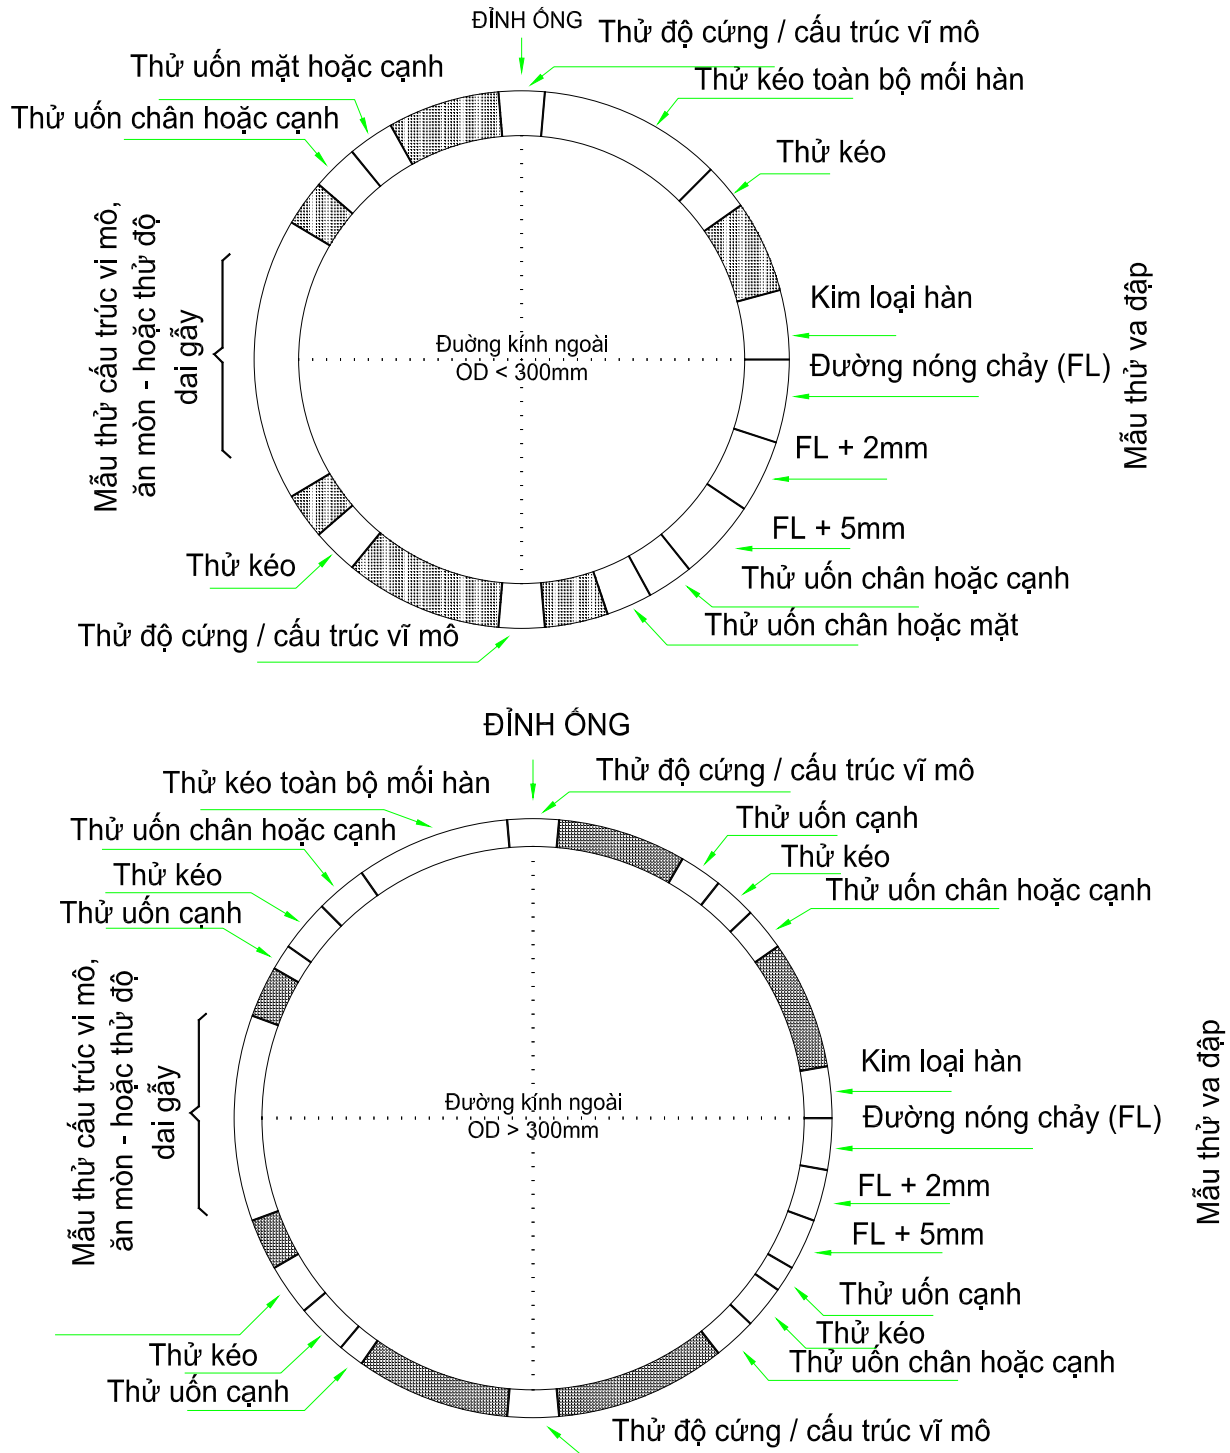 ĐỈNH ỐNG
Thử độ cứng / cấu trúc vĩ mô
Thử uốn mặt hoặc cạnh
Thử kéo toàn bộ mối hàn
Thử uốn chân hoặc cạnh
Thử kéo
Mẫu thử cấu trúc vi mô,
ăn mòn - hoặc thử độ
dai gẫy
Kim loại hàn
Đuờng kính ngoài
OD < 300mm
Đường nóng chảy (FL)
Mẫu thử va đập
FL + 2mm
FL + 5mm
Thử kéo
Thử uốn chân hoặc cạnh
Thử uốn chân hoặc mặt
Thử độ cứng / cấu trúc vĩ mô
ĐỈNH ỐNG
Thử kéo toàn bộ mối hàn
Thử độ cứng / cấu trúc vĩ mô
Thử uốn chân hoặc cạnh
Thử uốn cạnh
Thử kéo
Thử kéo
Thử uốn chân hoặc cạnh
Thử uốn cạnh
Mẫu thử cấu trúc vi mô,
ăn mòn - hoặc thử độ
dai gẫy
Kim loại hàn
Đường kính ngoài
OD > 300mm
Đường nóng chảy (FL)
Mẫu thử va đập
FL + 2mm
FL + 5mm
Thử uốn cạnh
Thử kéo
Thử kéo
Thử uốn chân hoặc cạnh
Thử uốn cạnh
Thử độ cứng / cấu trúc vĩ mô